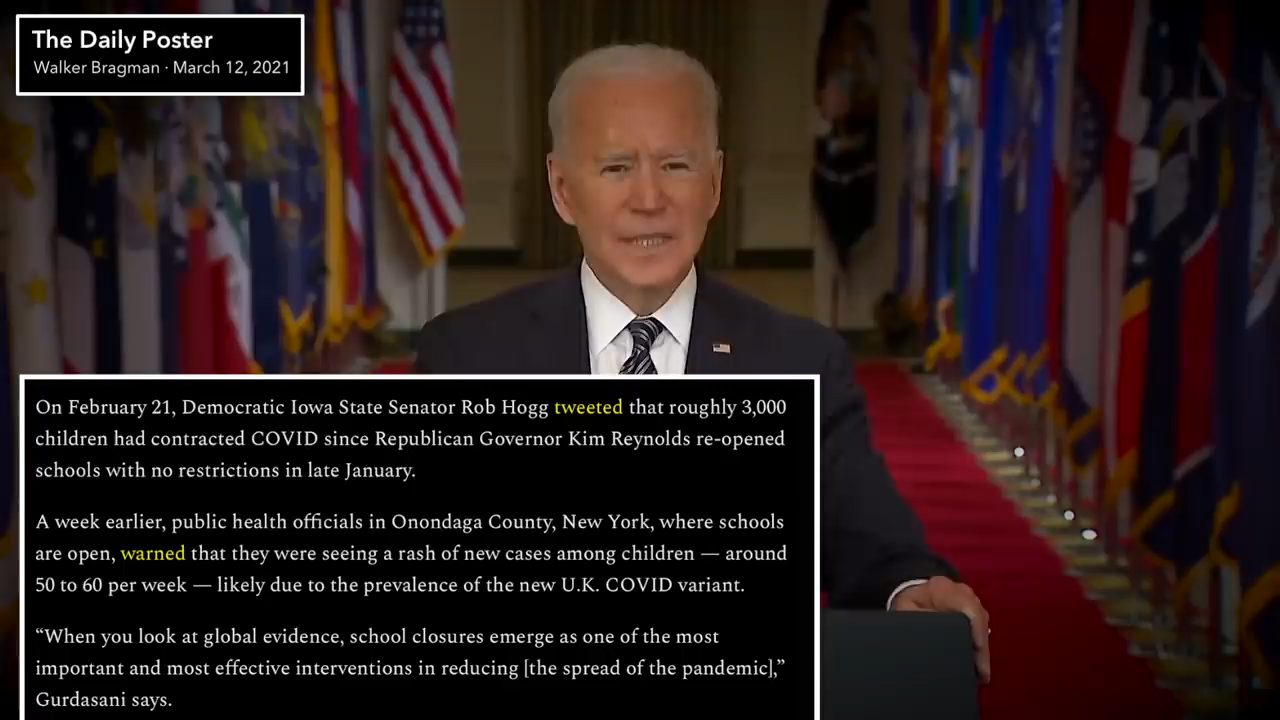 The Daily Poster
Walker Bragman · March 12, 2021
On February 21, Democratic Iowa State Senator Rob Hogg tweeted that roughly 3,000
children had contracted COVID since Republican Governor Kim Reynolds re-opened
schools with no restrictions in late January.
A week earlier, public health officials in Onondaga County, New York, where schools
are open, warned that they were seeing a rash of new cases among children — around
50 to 60 per week — likely due to the prevalence of the new U.K. COVID variant.
“When you look at global evidence, school closures emerge as one of the most
important and most effective interventions in reducing [the spread of the pandemic],”
Gurdasani says.